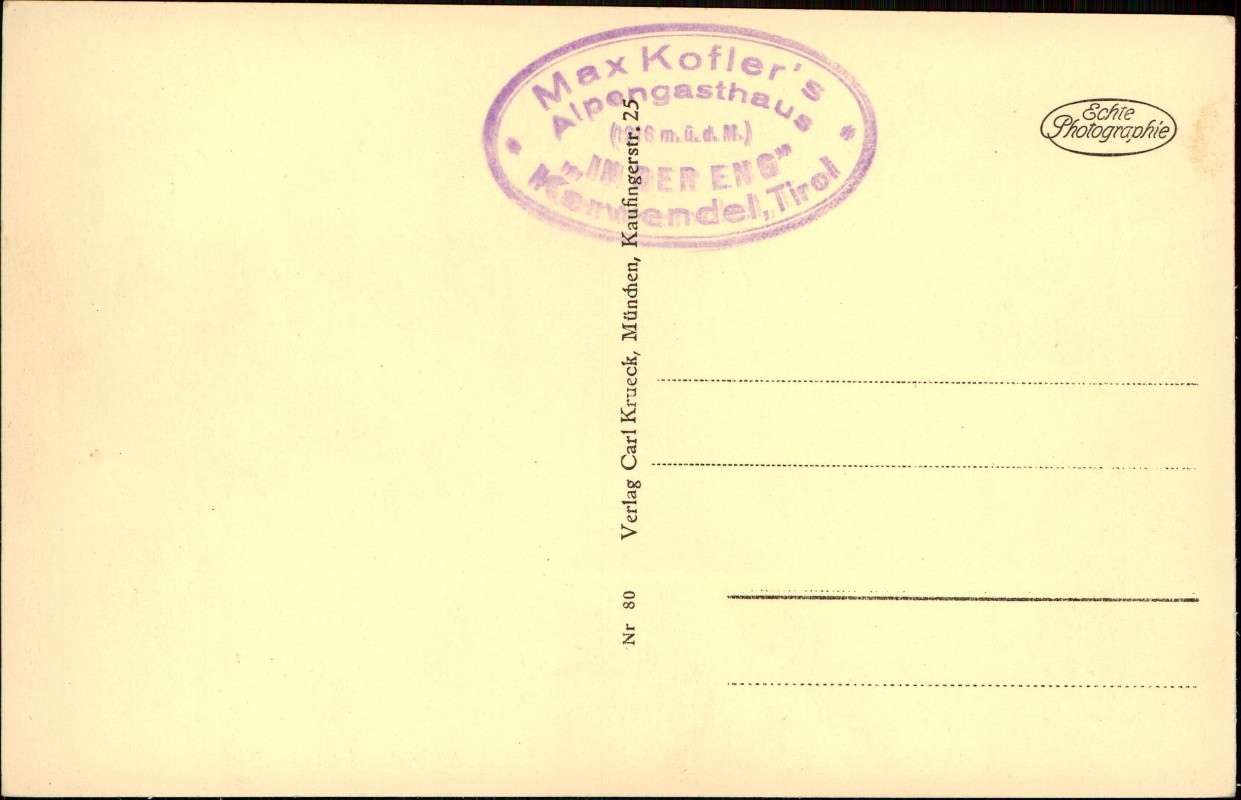 Max Kofler's
Alpengasthaus
m. ü. d. M.)
„IN DER ENG"
Karwendel, Tirol
Echte
Photographie
Nr 80 Verlag Carl Krueck, München, Kaufingerstr. 25